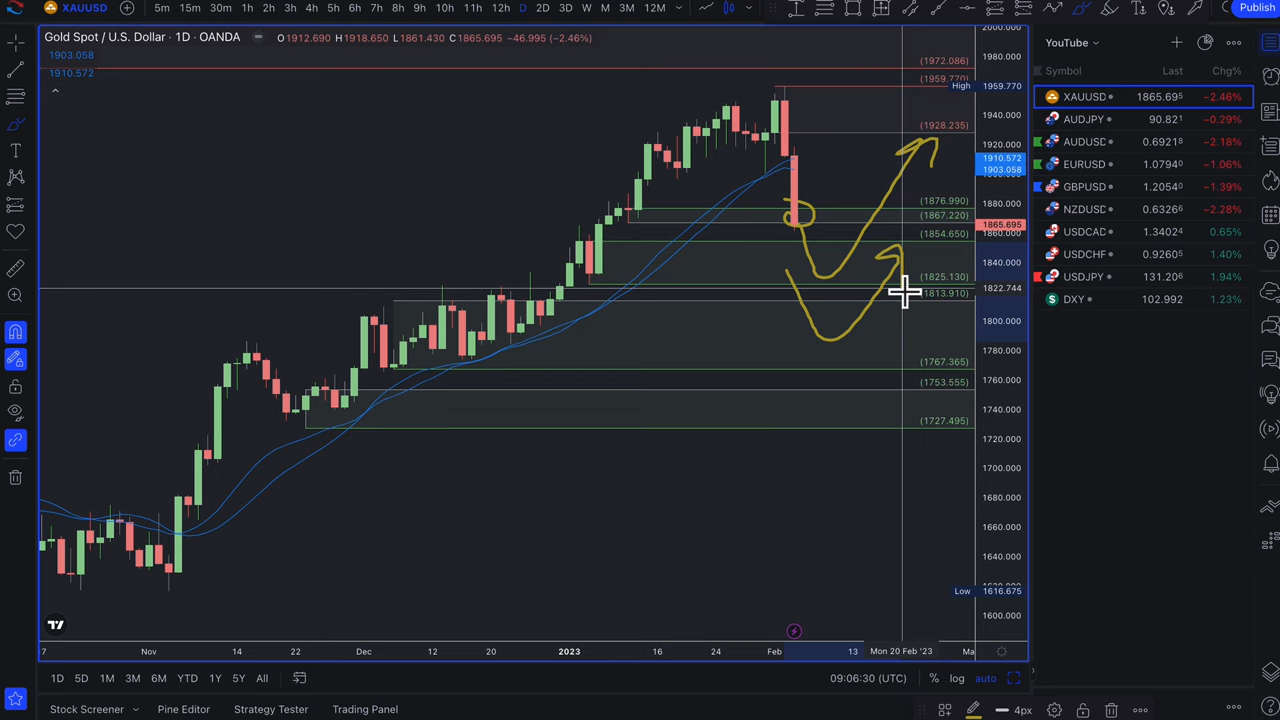 XAUUSD 5m 15m 30m 1h 2h 3h 4h 5h 6h 7h 8h 11h 12h D 2D 3D W M 3M 12M Publish
Gold Spot / U.S. Dollar · 1D · OANDA O1912.690 H1918.650 L1861.430 C1865.695 −46.995 (−2.46%)
1903.058
1910.572
2000.000
1980.000
1940.000
1920.000
1900.000
1880.000
1860.000
1840.000
1800.000
1780.000
1760.000
1740.000
1720.000
1700.000
1680.000
1660.000
1640.000
1600.000
(1972.086)
(1959.770)
High 1959.770
(1928.235)
1910.572
1903.058
(1876.990)
(1867.220)
1865.695
(1854.650)
(1825.130)
1822.744
(1813.910)
(1767.365)
(1753.555)
(1727.495)
Low 1616.675
7 Nov 14 22 Dec 12 20 2023 16 24 Feb 13 Mon 20 Feb '23 Ma
1D 5D 1M 3M 6M YTD 1Y 5Y All 09:06:30 (UTC) % log auto
Stock Screener Pine Editor Strategy Tester Trading Panel 4px
YouTube
Symbol Last Chg%
XAUUSD 1865.695 −2.46%
AUDJPY 90.821 −0.29%
AUDUSD 0.69218 −2.18%
EURUSD 1.07940 −1.06%
GBPUSD 1.20540 −1.39%
NZDUSD 0.63266 −2.28%
USDCAD 1.34024 0.65%
USDCHF 0.92605 1.40%
USDJPY 131.206 1.94%
DXY 102.992 1.23%